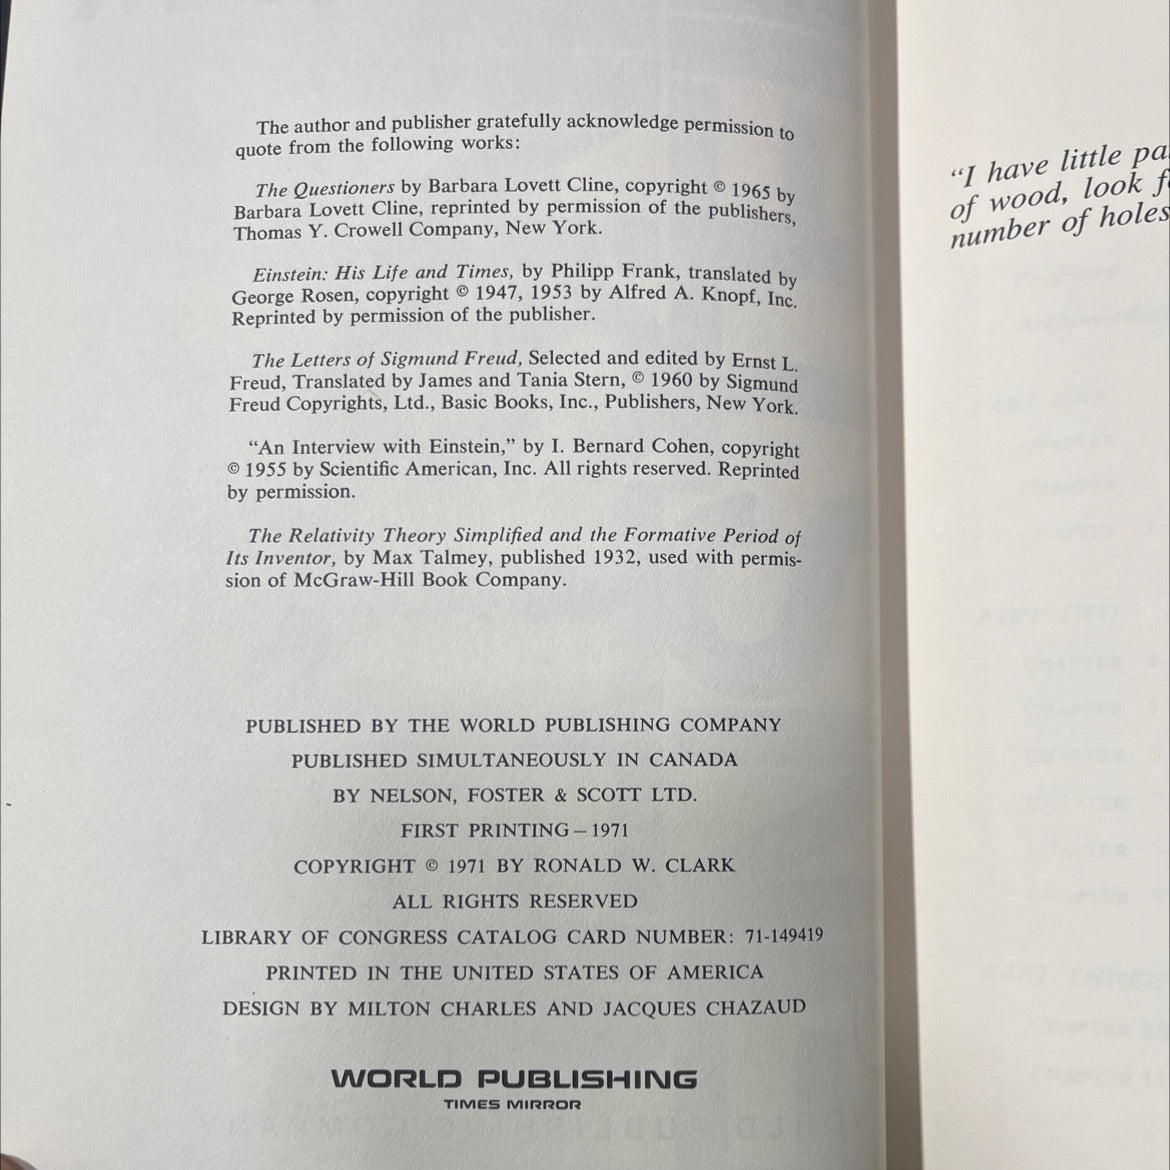 The author and publisher gratefully acknowledge permission to
quote from the following works:
The Questioners by Barbara Lovett Cline, copyright © 1965 by
Barbara Lovett Cline, reprinted by permission of the publishers,
Thomas Y. Crowell Company, New York.
Einstein: His Life and Times, by Philipp Frank, translated by
George Rosen, copyright © 1947, 1953 by Alfred A. Knopf, Inc.
Reprinted by permission of the publisher.
The Letters of Sigmund Freud, Selected and edited by Ernst L.
Freud, Translated by James and Tania Stern, © 1960 by Sigmund
Freud Copyrights, Ltd., Basic Books, Inc., Publishers, New York.
“An Interview with Einstein,” by I. Bernard Cohen, copyright
© 1955 by Scientific American, Inc. All rights reserved. Reprinted
by permission.
The Relativity Theory Simplified and the Formative Period of
Its Inventor, by Max Talmey, published 1932, used with permis-
sion of McGraw-Hill Book Company.
PUBLISHED BY THE WORLD PUBLISHING COMPANY
PUBLISHED SIMULTANEOUSLY IN CANADA
BY NELSON, FOSTER & SCOTT LTD.
FIRST PRINTING – 1971
COPYRIGHT © 1971 BY RONALD W. CLARK
ALL RIGHTS RESERVED
LIBRARY OF CONGRESS CATALOG CARD NUMBER: 71-149419
PRINTED IN THE UNITED STATES OF AMERICA
DESIGN BY MILTON CHARLES AND JACQUES CHAZAUD
WORLD PUBLISHING
TIMES MIRROR
“I have little
of wood, look
number of holes